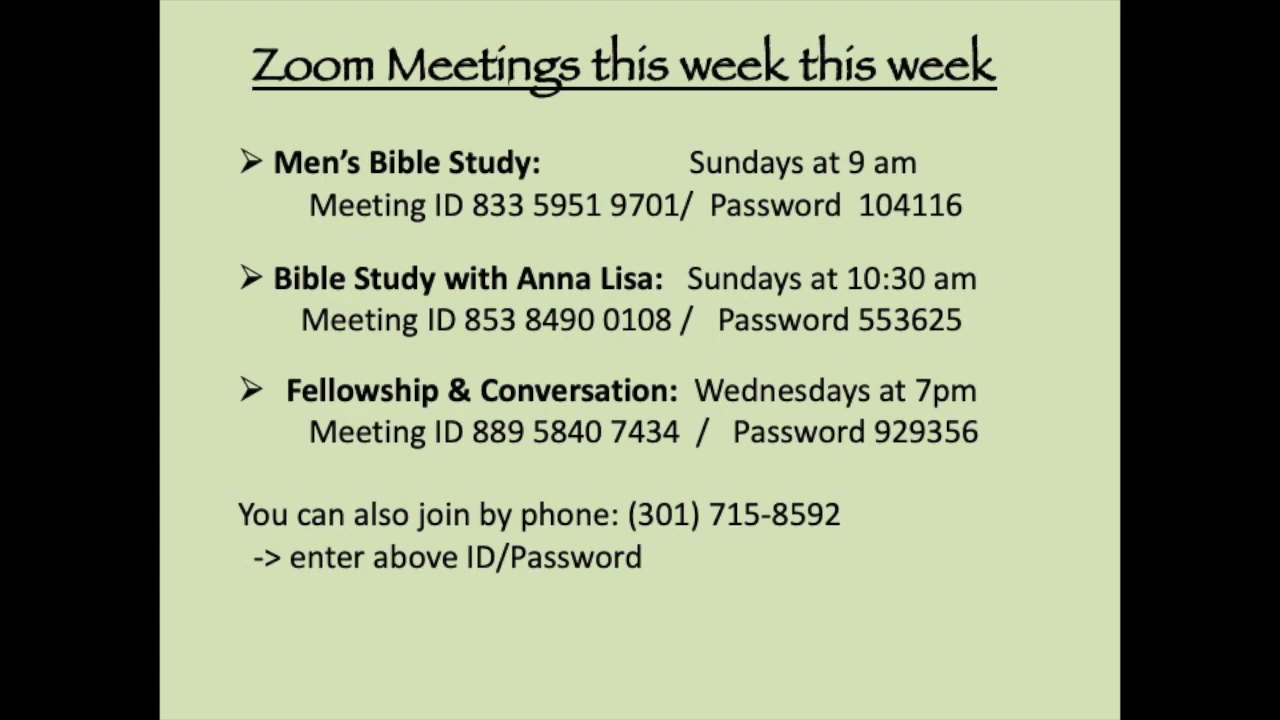 Zoom Meetings this week this week
➢ Men’s Bible Study: Sundays at 9 am
Meeting ID 833 5951 9701/ Password 104116
➢ Bible Study with Anna Lisa: Sundays at 10:30 am
Meeting ID 853 8490 0108 / Password 553625
➢ Fellowship & Conversation: Wednesdays at 7pm
Meeting ID 889 5840 7434 / Password 929356
You can also join by phone: (301) 715-8592
-> enter above ID/Password